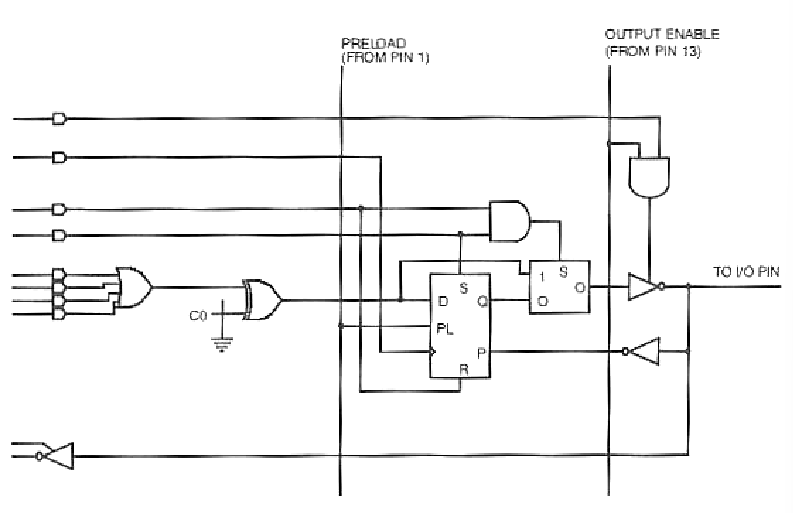 PRELOAD
(FROM PIN 1)
OUTPUT ENABLE
(FROM PIN 13)
TO I/O PIN
S
1
O
O
S
D
Q
PL
P
R
C0